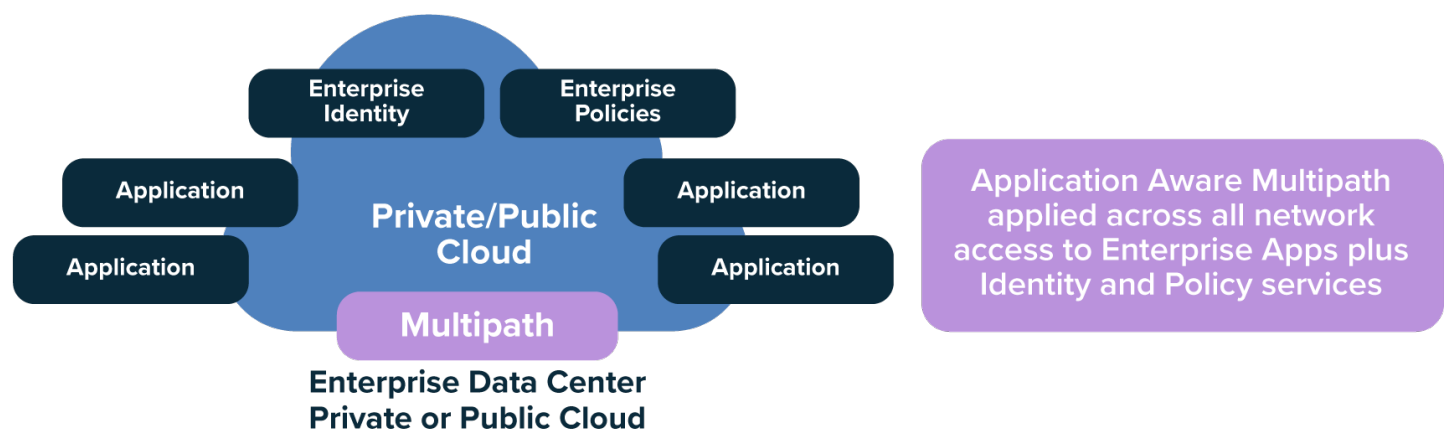 Enterprise
Identity
Enterprise
Policies
Application
Application
Private/Public
Cloud
Application
Application
Multipath
Enterprise Data Center
Private or Public Cloud
Application Aware Multipath
applied across all network
access to Enterprise Apps plus
Identity and Policy services